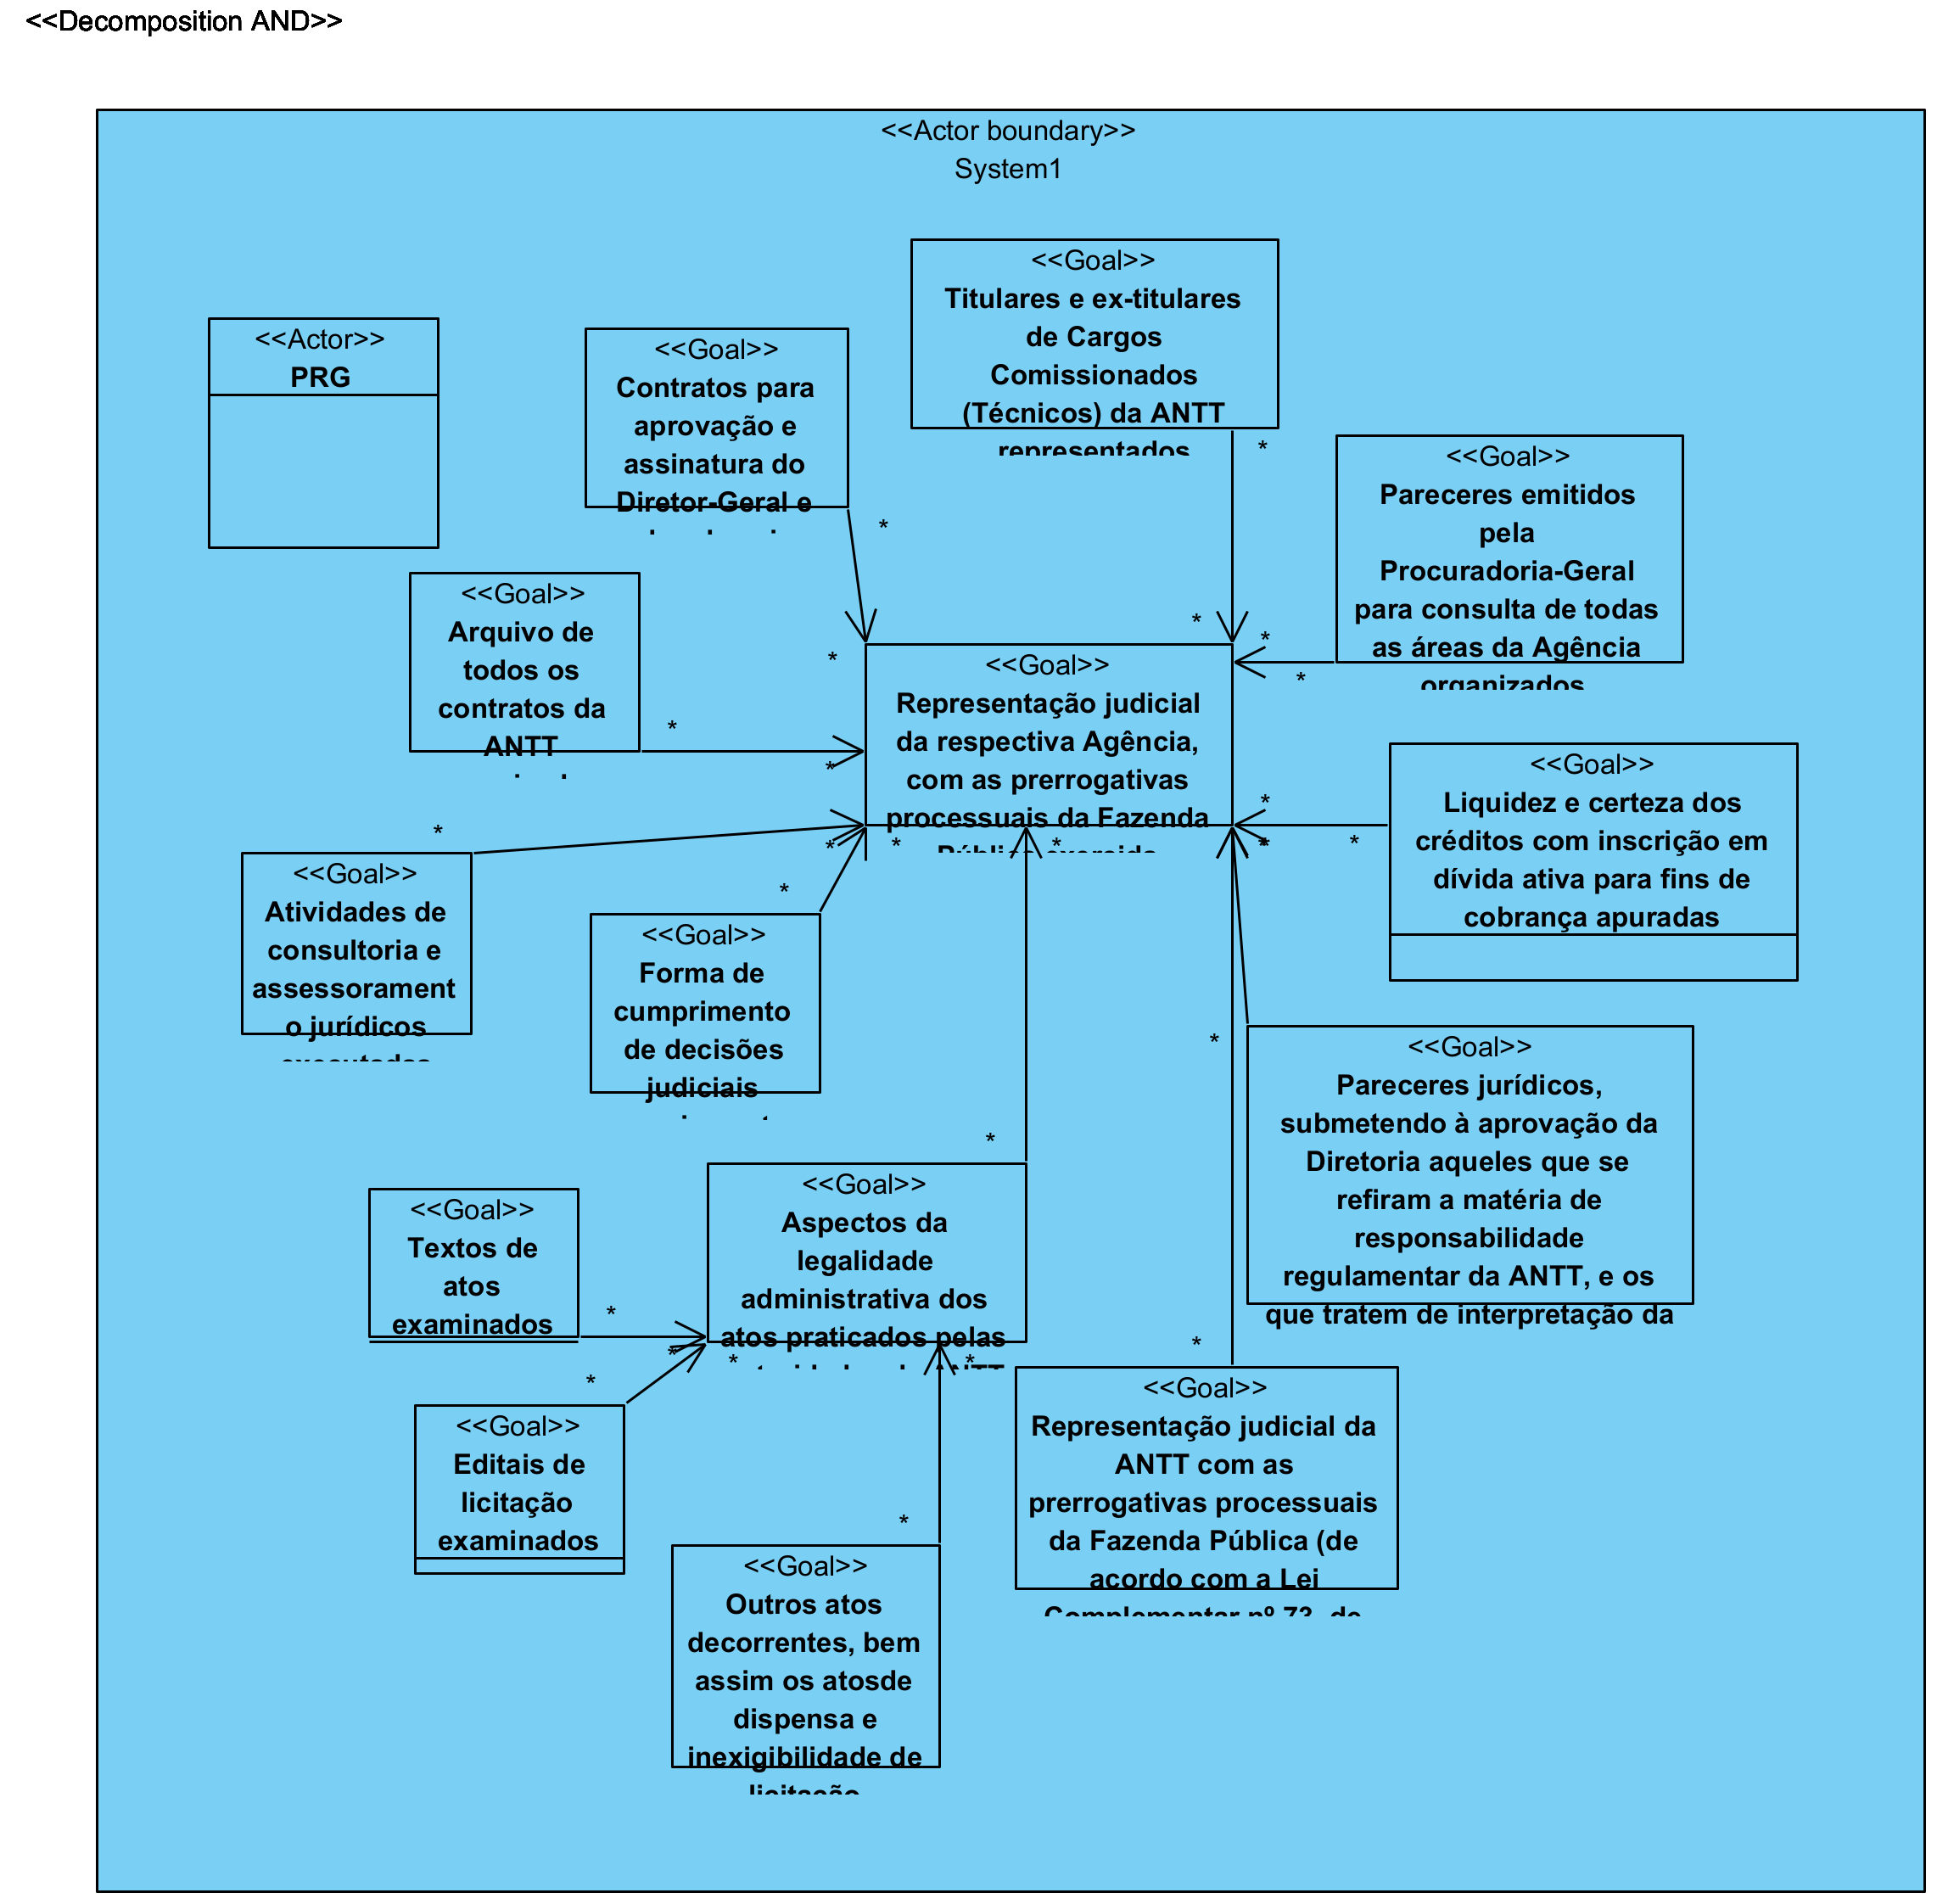 <<Decomposition AND>>
<<Actor boundary>>
System1
<<Goal>>
Titulares e ex-titulares
de Cargos
Comissionados
(Técnicos) da ANTT
representados
<<Actor>>
PRG
<<Goal>>
Contratos para
aprovação e
assinatura do
Diretor-Geral e
*
<<Goal>>
Pareceres emitidos
pela
Procuradoria-Geral
para consulta de todas
as áreas da Agência
organizados
*
<<Goal>>
Arquivo de
todos os
contratos da
ANTT
*
*
*
*
*
<<Goal>>
Representação judicial
da respectiva Agência,
com as prerrogativas
processuais da Fazenda
Pública exercida
*
*
<<Goal>>
Liquidez e certeza dos
créditos com inscrição em
dívida ativa para fins de
cobrança apuradas
*
*
*
*
*
*
*
*
<<Goal>>
Atividades de
consultoria e
assessorament
o jurídicos
executadas
*
<<Goal>>
Forma de
cumprimento
de decisões
judiciais
*
<<Goal>>
Pareceres jurídicos,
submetendo à aprovação da
Diretoria aqueles que se
refiram a matéria de
responsabilidade
regulamentar da ANTT, e os
que tratem de interpretação da
*
<<Goal>>
Aspectos da
legalidade
administrativa dos
atos praticados pelas
<<Goal>>
Textos de
atos
examinados
*
*
*
*
*
*
<<Goal>>
Editais de
licitação
examinados
<<Goal>>
Representação judicial da
ANTT com as
prerrogativas processuais
da Fazenda Pública (de
acordo com a Lei
Complementar nº 73, de
*
<<Goal>>
Outros atos
decorrentes, bem
assim os atosde
dispensa e
inexigibilidade de
licitação